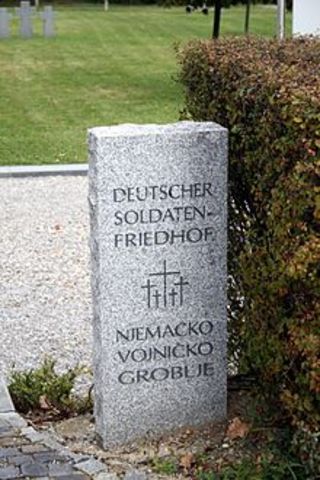 DEUTSCHER
SOLDATEN-
FRIEDHOF
NJEMAČKO
VOJNIČKO
GROBLJE